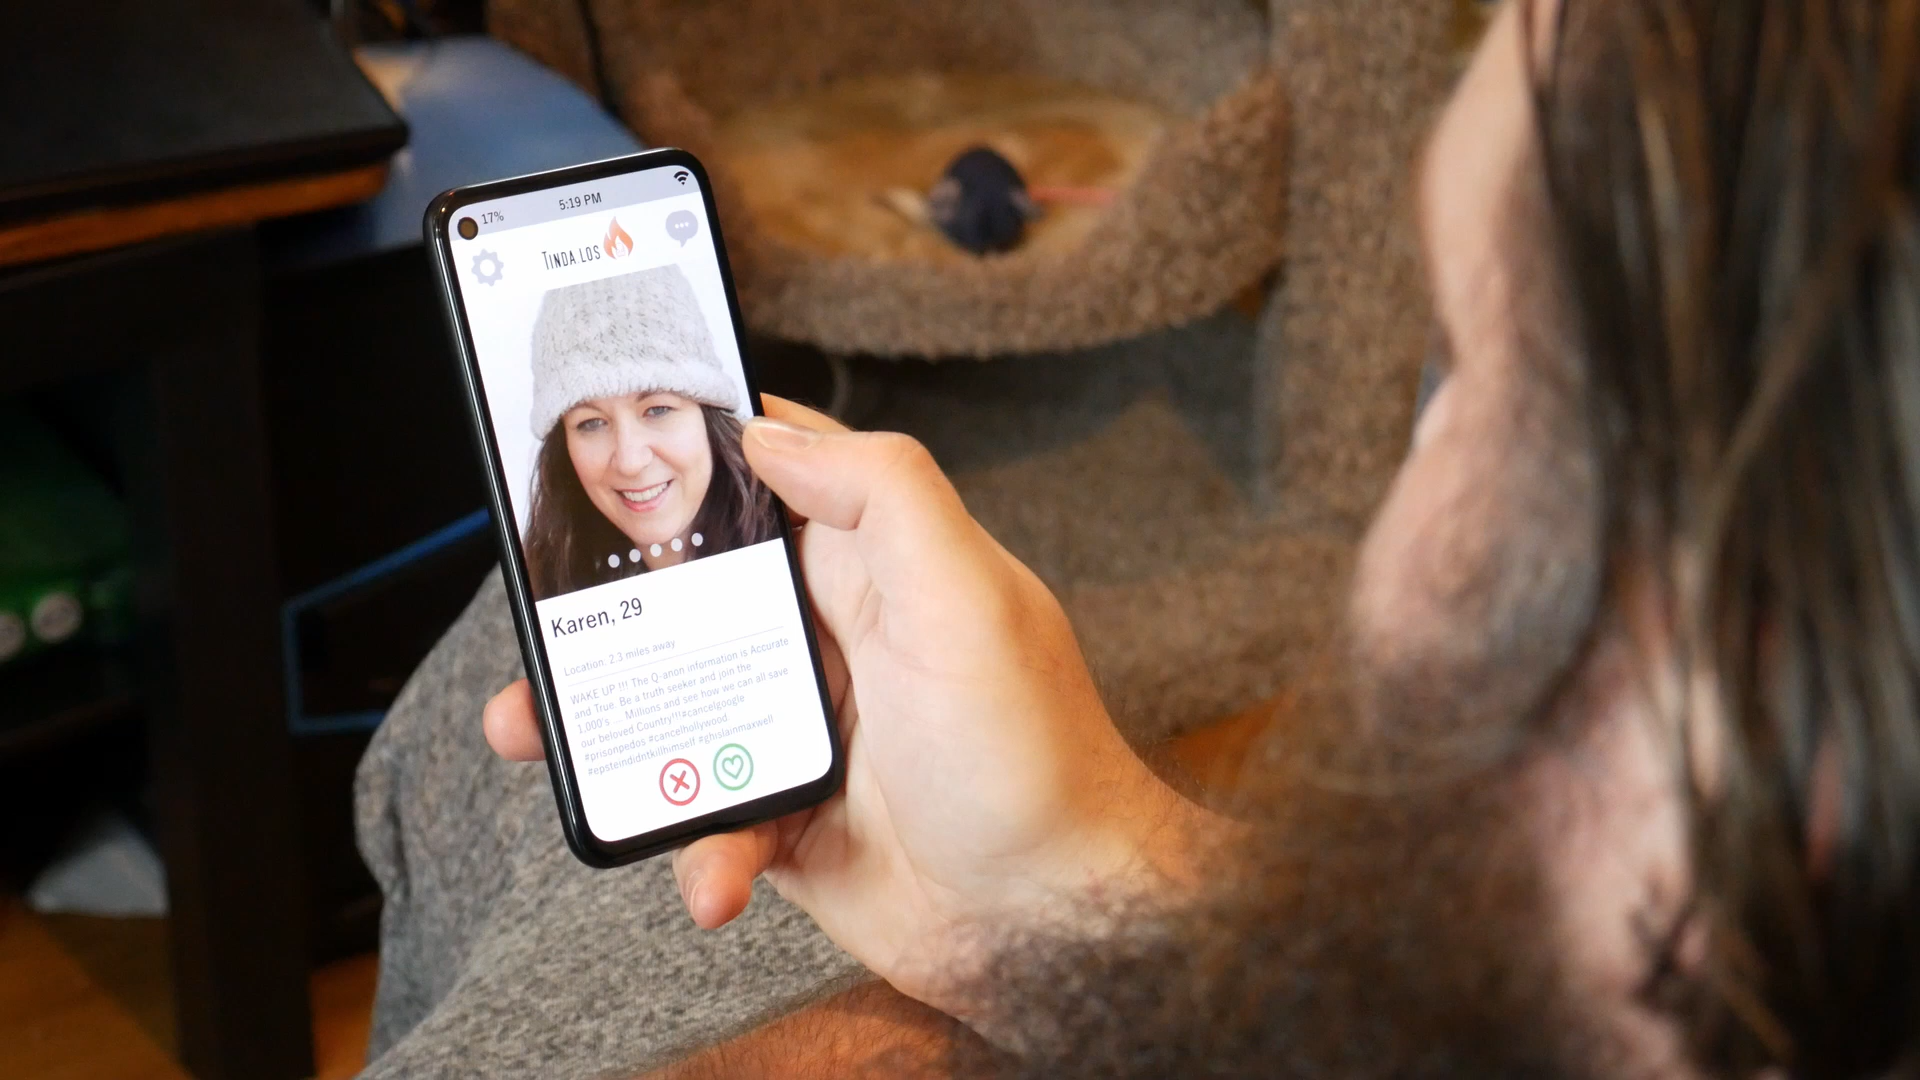 17%
5:19 PM
TINDA.LOS
Karen, 29
Location, 2.3 miles away
WAKE UP !!! The Q-anon information is Accurate
and True. Be a truth seeker and join the
1,000's ... Millions and see how we can all save
our beloved Country!!!#cancelgoogle
#prisonpedos #cancelhollywood
#epsteindidntkillhimself #ghislainmaxwell